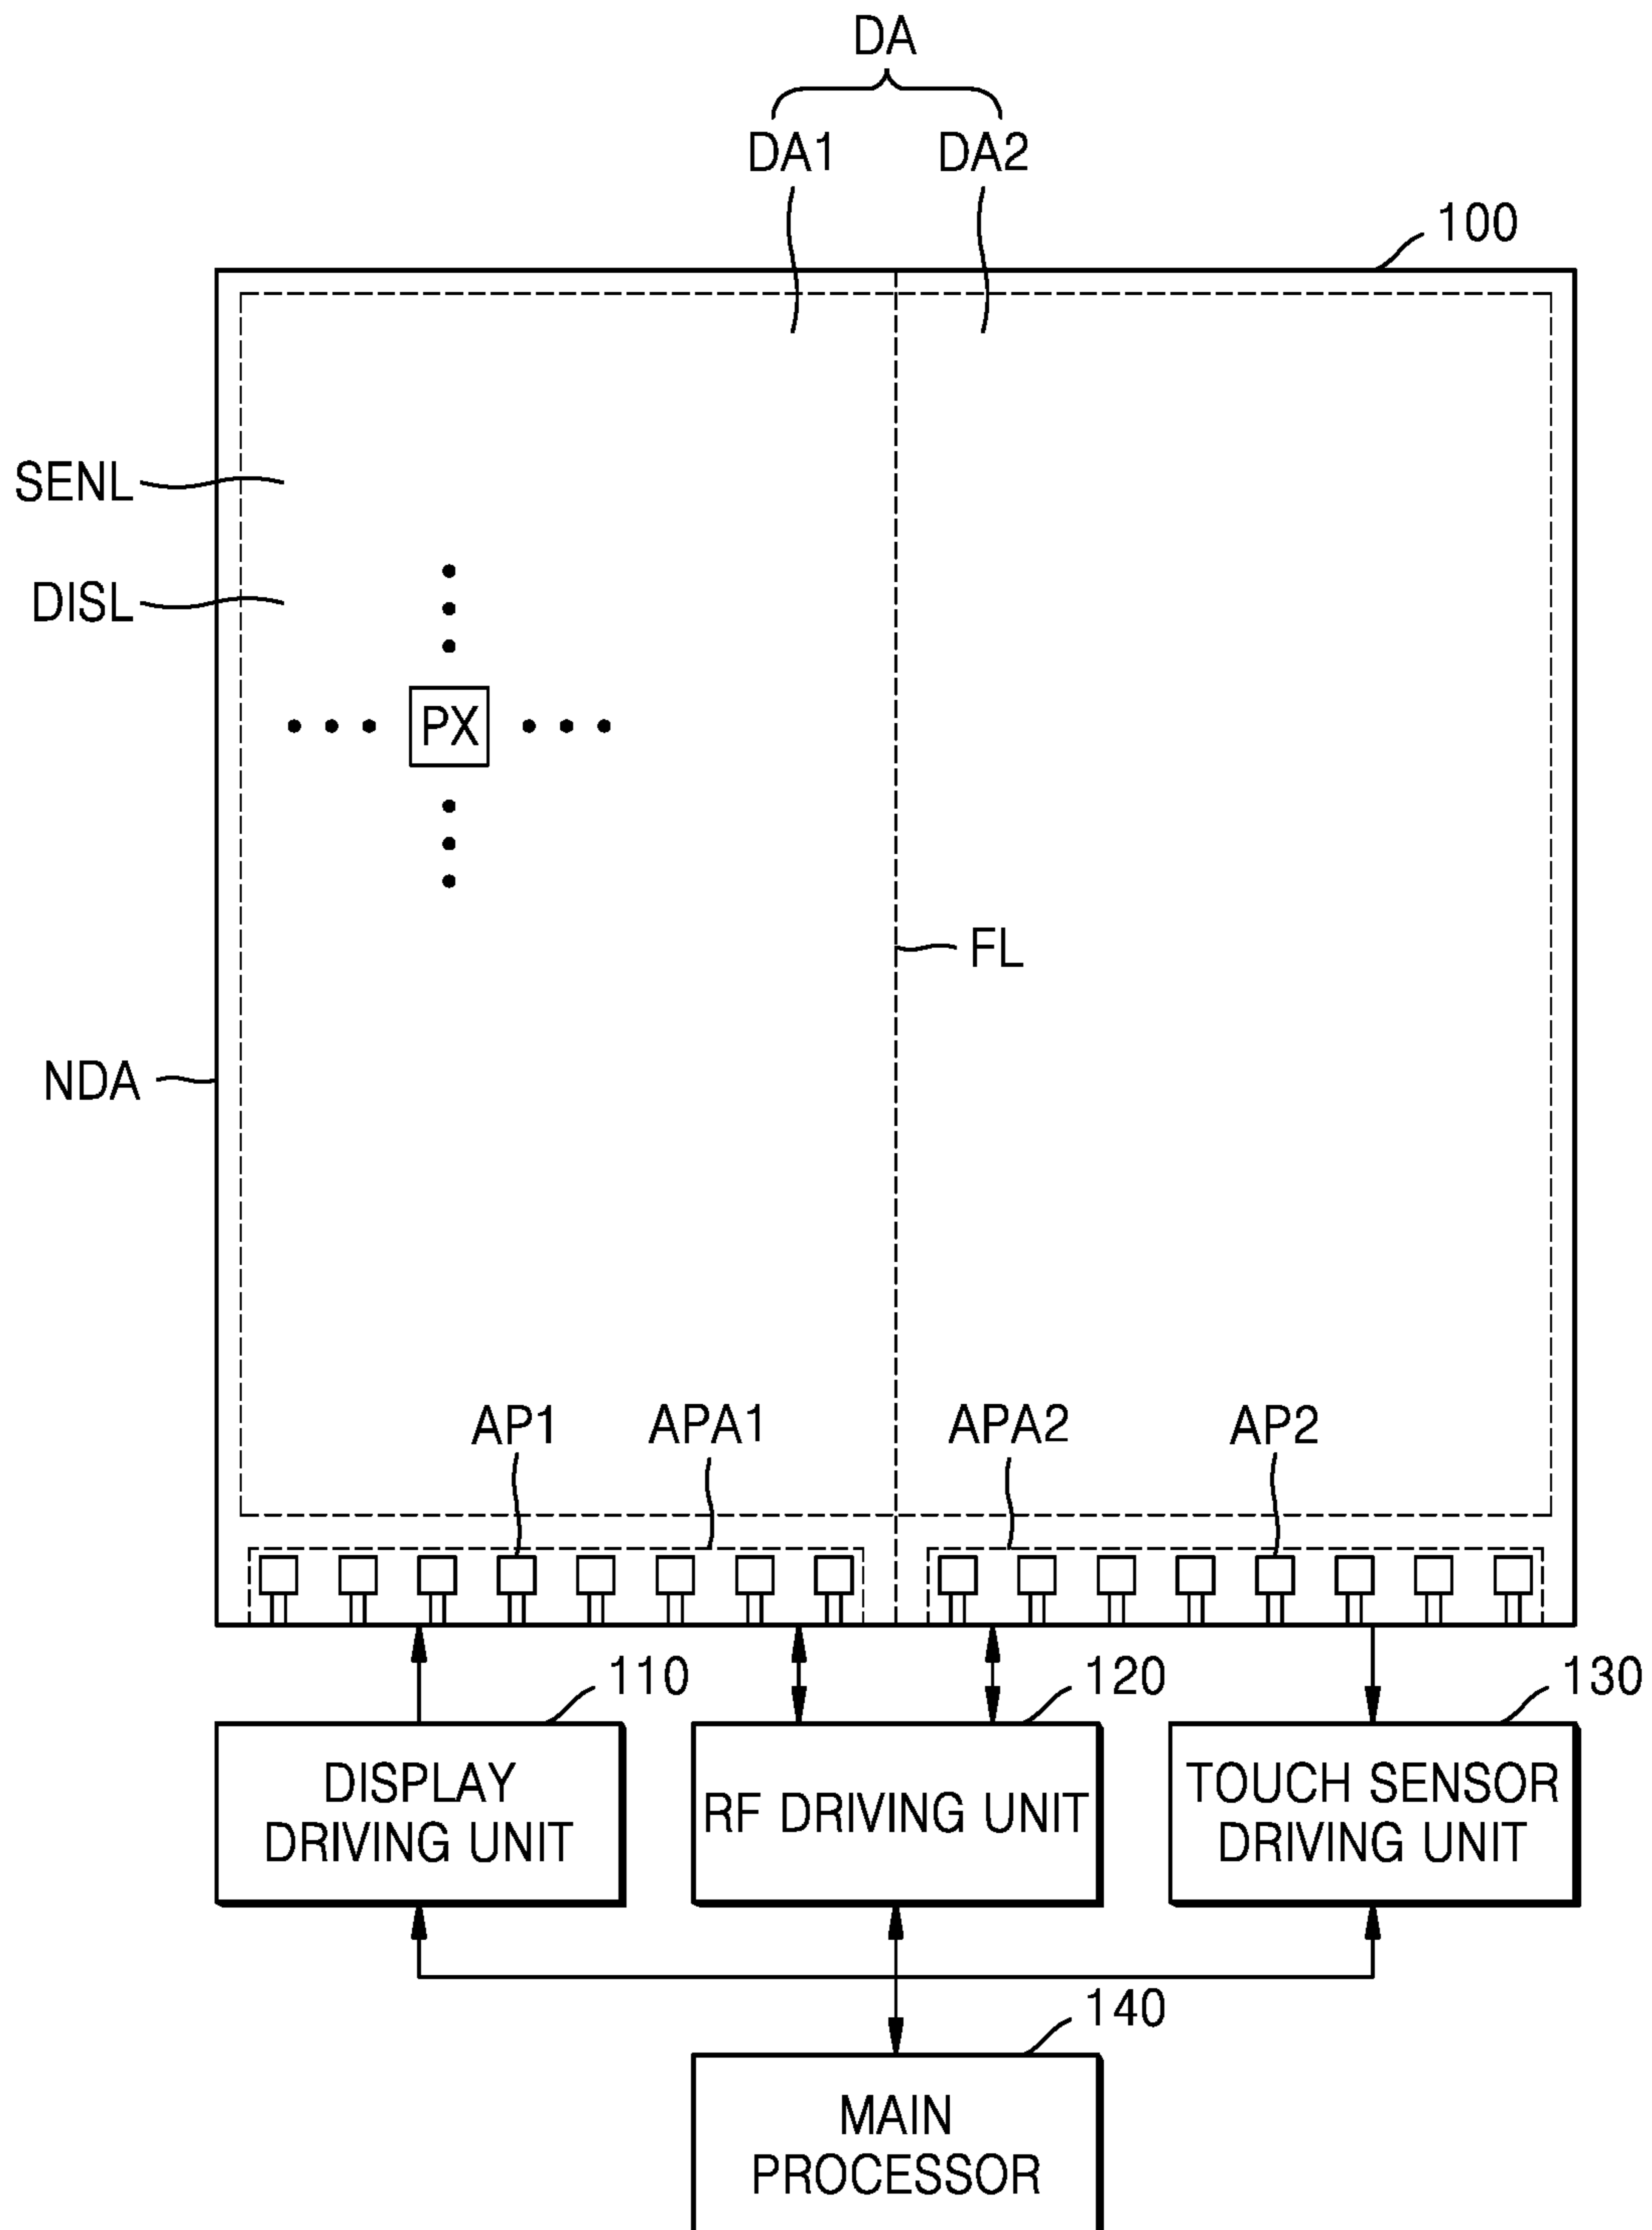 DA
DA1
DA2
100
SENL
DISL
PX
FL
NDA
AP1
APA1
APA2
AP2
110
120
130
DISPLAY
DRIVING UNIT
RF DRIVING UNIT
TOUCH SENSOR
DRIVING UNIT
140
MAIN
PROCESSOR